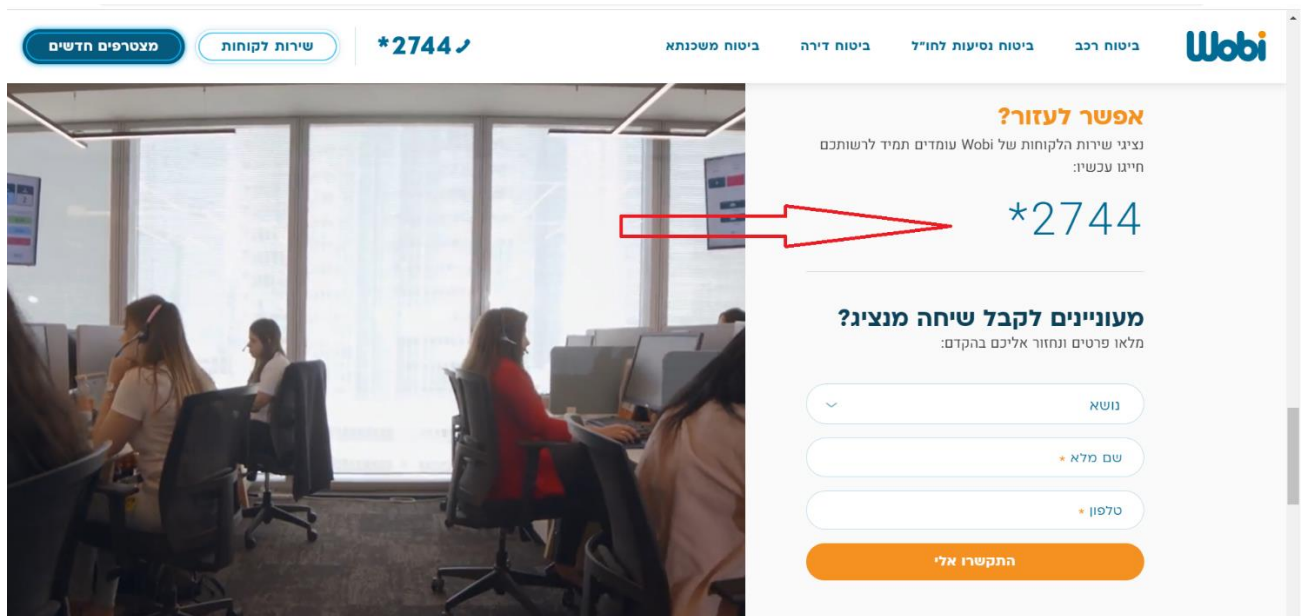 Wobi
ביטוח רכב
ביטוח נסיעות לחו"ל
ביטוח דירה
ביטוח משכנתא
*2744
שירות לקוחות
מצטרפים חדשים
אפשר לעזור?
נציגי שירות הלקוחות של Wobi עומדים תמיד לרשותכם
חייגו עכשיו:
*2744
מעוניינים לקבל שיחה מנציג?
מלאו פרטים ונחזור אליכם בהקדם:
נושא
שם מלא *
טלפון *
התקשרו אלי